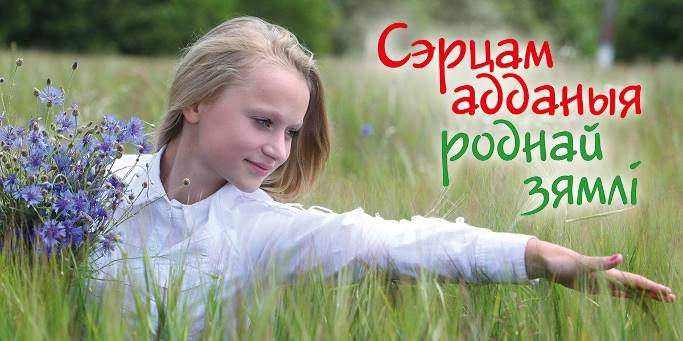 Сэрцам
адданыя
роднай
зямлі